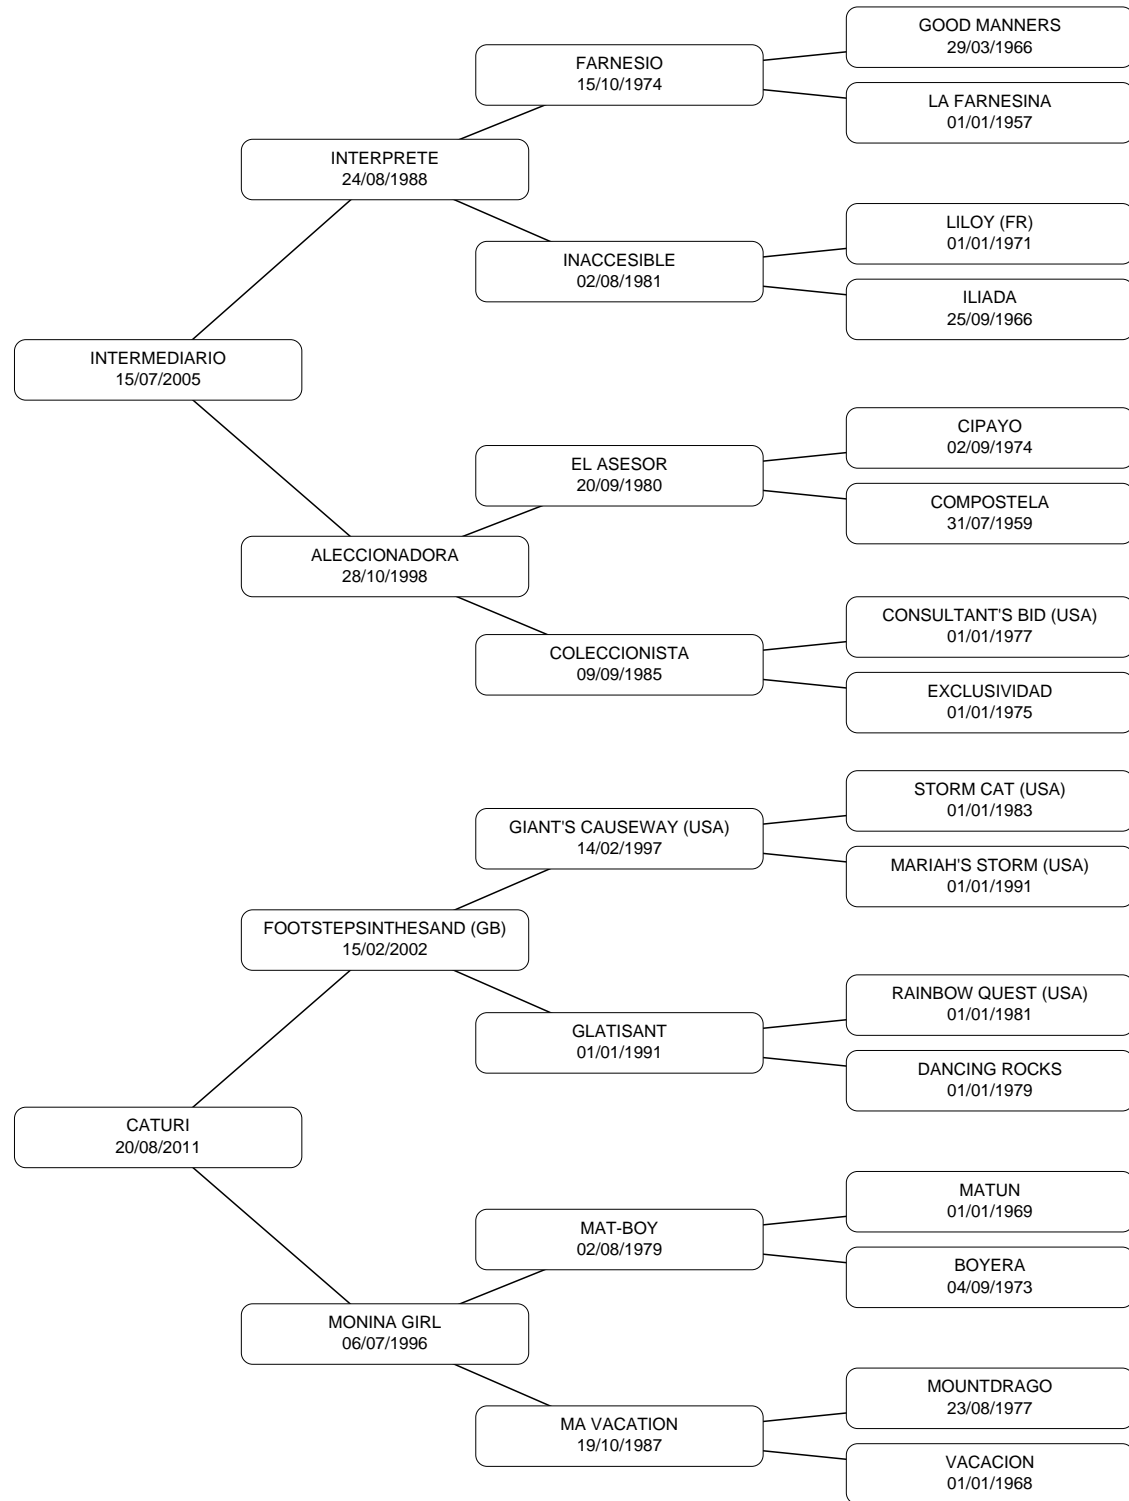 GOOD MANNERS
29/03/1966
FARNESIO
15/10/1974
LA FARNESINA
01/01/1957
INTERPRETE
24/08/1988
LILOY (FR)
01/01/1971
INACCESIBLE
02/08/1981
ILIADA
25/09/1966
INTERMEDIARIO
15/07/2005
CIPAYO
02/09/1974
EL ASESOR
20/09/1980
COMPOSTELA
31/07/1959
ALECCIONADORA
28/10/1998
CONSULTANT'S BID (USA)
01/01/1977
COLECCIONISTA
09/09/1985
EXCLUSIVIDAD
01/01/1975
STORM CAT (USA)
01/01/1983
GIANT'S CAUSEWAY (USA)
14/02/1997
MARIAH'S STORM (USA)
01/01/1991
FOOTSTEPSINTHESAND (GB)
15/02/2002
RAINBOW QUEST (USA)
01/01/1981
GLATISANT
01/01/1991
DANCING ROCKS
01/01/1979
CATURI
20/08/2011
MATUN
01/01/1969
MAT-BOY
02/08/1979
BOYERA
04/09/1973
MONINA GIRL
06/07/1996
MOUNTDRAGO
23/08/1977
MA VACATION
19/10/1987
VACACION
01/01/1968